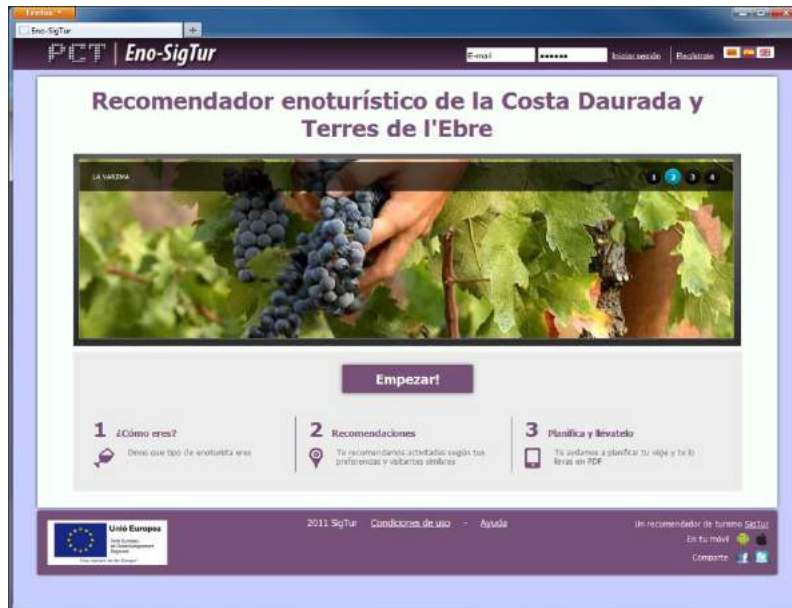 Firefox
Eno-SigTur
PCT | Eno-SigTur
E-mail
••••••
Iniciar sesión
Regístrate
Recomendador enoturístico de la Costa Daurada y
Terres de l'Ebre
LA VAREMA
1 2 3 4
Empezar!
1 ¿Cómo eres?
Dinos que tipo de enoturista eres
2 Recomendaciones
Te recomendamos actividades según tus
preferencias y visitantes similares
3 Planifica y llévatelo
Te ayudamos a planificar tu viaje y te lo
llevas en PDF
Unió Europea
2011 SigTur Condiciones de uso - Ayuda
Un recomendador de turismo SigTur
En tu móvil
Comparte